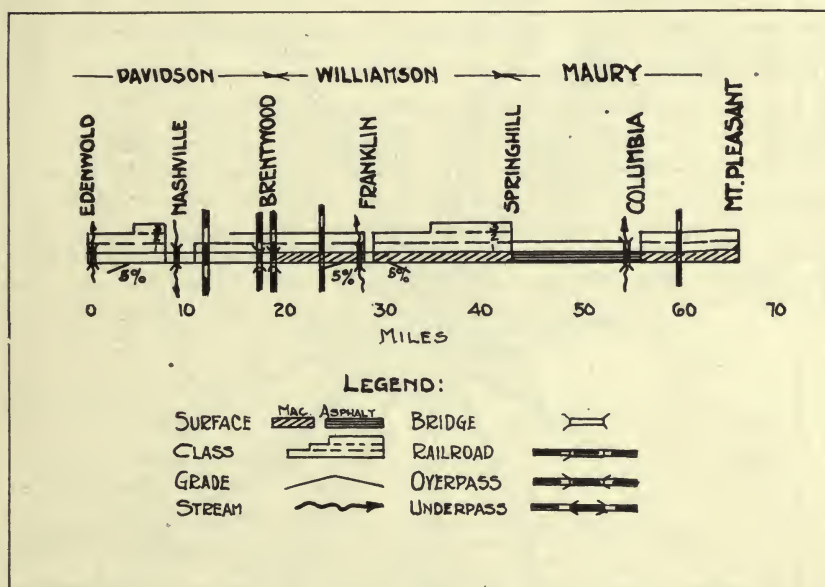 DAVIDSON WILLIAMSON MAURY
EDENWOLD NASHVILLE BRENTWOOD FRANKLIN SPRINGHILL COLUMBIA MT. PLEASANT
5% 5% 5%
0 10 20 30 40 50 60 70
MILES
LEGEND:
MAC. ASPHALT
SURFACE BRIDGE
CLASS RAILROAD
GRADE OVERPASS
STREAM UNDERPASS